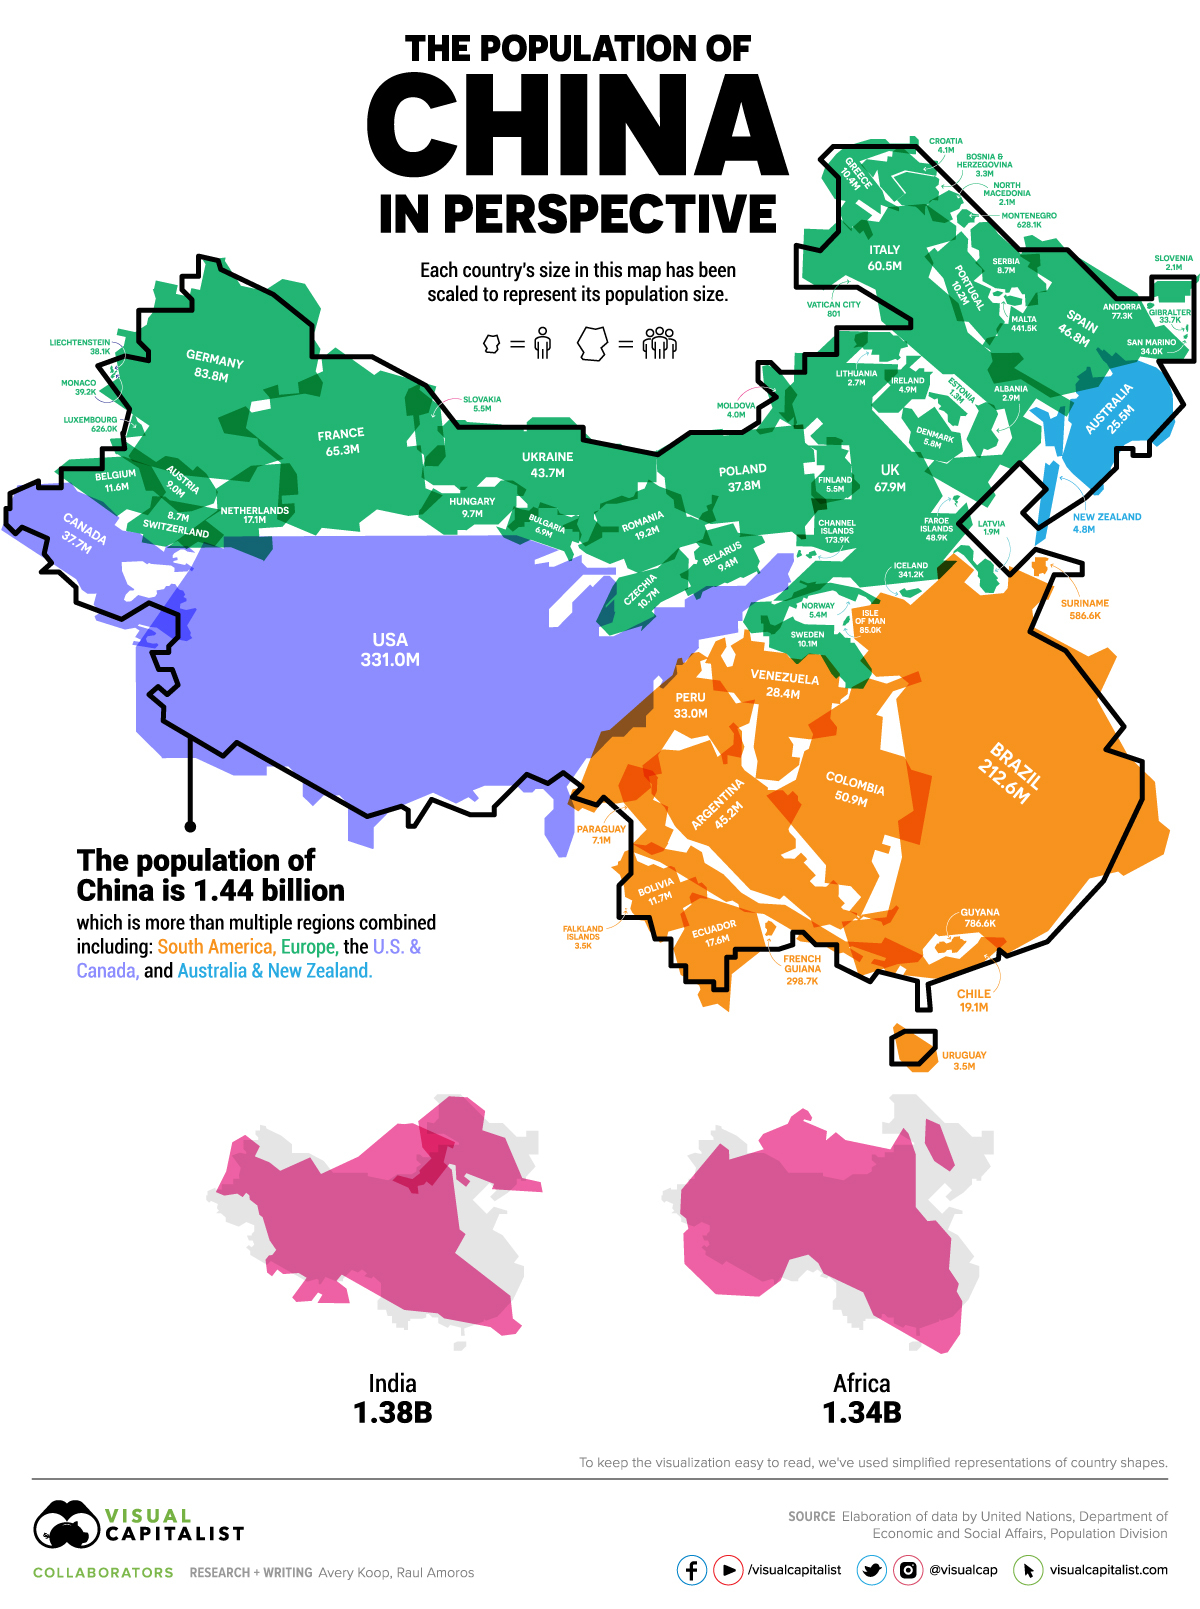 THE POPULATION OF
CHINA
IN PERSPECTIVE
Each country's size in this map has been
scaled to represent its population size.
=
=
CROATIA
4.1M
BOSNIA &
HERZEGOVINA
3.3M
NORTH
MACEDONIA
2.1M
MONTENEGRO
628.1K
GREECE
10.4M
ITALY
60.5M
SERBIA
8.7M
PORTUGAL
10.2M
SLOVENIA
2.1M
VATICAN CITY
801
MALTA
441.5K
SPAIN
46.8M
ANDORRA
77.3K
GIBRALTER
33.7K
SAN MARINO
34.0K
LIECHTENSTEIN
38.1K
MONACO
39.2K
LUXEMBOURG
626.0K
GERMANY
83.8M
SLOVAKIA
5.5M
MOLDOVA
4.0M
LITHUANIA
2.7M
IRELAND
4.9M
ESTONIA
1.3M
ALBANIA
2.9M
AUSTRALIA
25.5M
FRANCE
65.3M
DENMARK
5.8M
UKRAINE
43.7M
POLAND
37.8M
FINLAND
5.5M
UK
67.9M
BELGIUM
11.6M
AUSTRIA
9.0M
8.7M
SWITZERLAND
NETHERLANDS
17.1M
HUNGARY
9.7M
BULGARIA
6.9M
ROMANIA
19.2M
CHANNEL
ISLANDS
173.9K
FAROE
ISLANDS
48.9K
LATVIA
1.9M
NEW ZEALAND
4.8M
CANADA
37.7M
BELARUS
9.4M
CZECHIA
10.7M
ICELAND
341.2K
NORWAY
5.4M
ISLE
OF MAN
85.0K
SWEDEN
10.1M
SURINAME
586.6K
USA
331.0M
VENEZUELA
28.4M
PERU
33.0M
BRAZIL
212.6M
COLOMBIA
50.9M
ARGENTINA
45.2M
PARAGUAY
7.1M
BOLIVIA
11.7M
FALKLAND
ISLANDS
3.5K
ECUADOR
17.6M
GUYANA
786.6K
FRENCH
GUIANA
298.7K
CHILE
19.1M
URUGUAY
3.5M
The population of
China is 1.44 billion
which is more than multiple regions combined
including: South America, Europe, the U.S. &
Canada, and Australia & New Zealand.
India
1.38B
Africa
1.34B
To keep the visualization easy to read, we've used simplified representations of country shapes.
VISUAL
CAPITALIST
SOURCE Elaboration of data by United Nations, Department of
Economic and Social Affairs, Population Division
COLLABORATORS RESEARCH + WRITING Avery Koop, Raul Amoros
/visualcapitalist @visualcap visualcapitalist.com